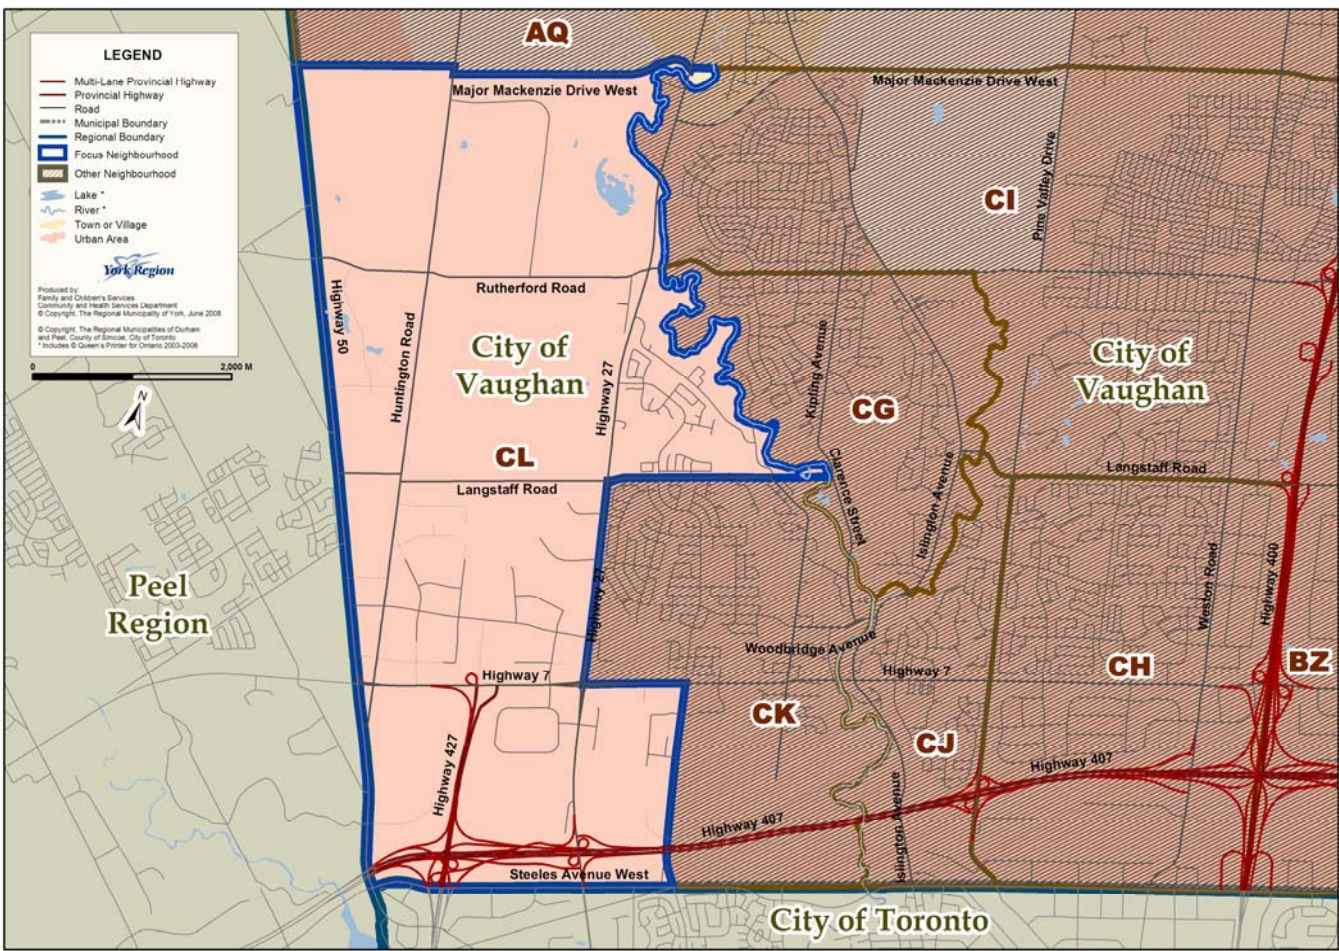 AQ
LEGEND
Multi-Lane Provincial Highway
Provincial Highway
Road
Municipal Boundary
Regional Boundary
Focus Neighbourhood
Other Neighbourhood
Lake *
River *
Town or Village
Urban Area
York Region
Produced by:
Family and Children's Services
Community and Health Services Department
© Copyright, The Regional Municipality of York, June 2008
© Copyright, The Regional Municipalities of Durham
and Peel, County of Simcoe, City of Toronto
* Includes © Queen's Printer for Ontario 2003-2008
0 2,000 M
N
Major Mackenzie Drive West
Major Mackenzie Drive West
Pine Valley Drive
CI
Rutherford Road
Highway 50
Huntington Road
City of
Vaughan
Highway 27
Kipling Avenue
CG
City of
Vaughan
CL
Langstaff Road
Clarence Street
Islington Avenue
Langstaff Road
Peel
Region
Highway 27
Woodbridge Avenue
Weston Road
Highway 400
Highway 7
Highway 7
CH
BZ
CK
CJ
Highway 427
Highway 407
Highway 407
Islington Avenue
Steeles Avenue West
City of Toronto